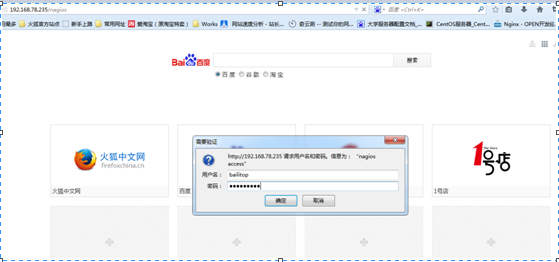 192.168.78.235/nagios
百度 <Ctrl+K>
火狐官方站点 新手上路 常用网址 爱淘宝（原淘宝特卖） Works 网站速度分析 - 站长... 奇云测 -- 测试你的网... 大学服务器配置文档_... CentOS服务器_Cent... Nginx - OPEN开发经...
Bai百度 搜索
百度 谷歌 淘宝
需要验证
http://192.168.78.235 请求用户名和密码。信息为： “nagios
access”
用户名： bailitop
密码： ●●●●●●●●●
确定 取消
火狐中文网
firefoxchina.cn
1号店
火狐中文网 百度 1号店